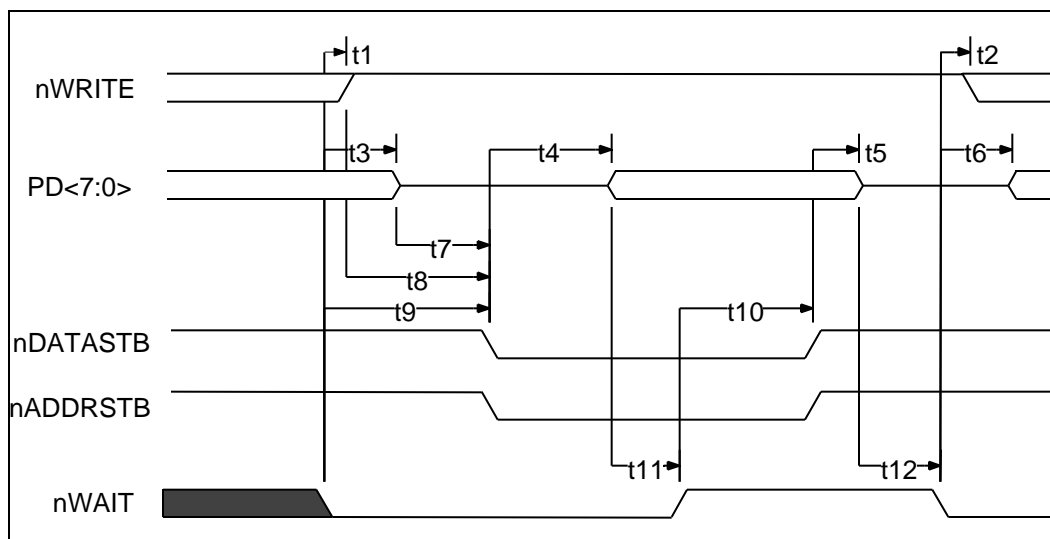 t1
t2
nWRITE
t3
t4
t5
t6
PD<7:0>
t7
t8
t9
t10
nDATASTB
nADDRSTB
t11
t12
nWAIT